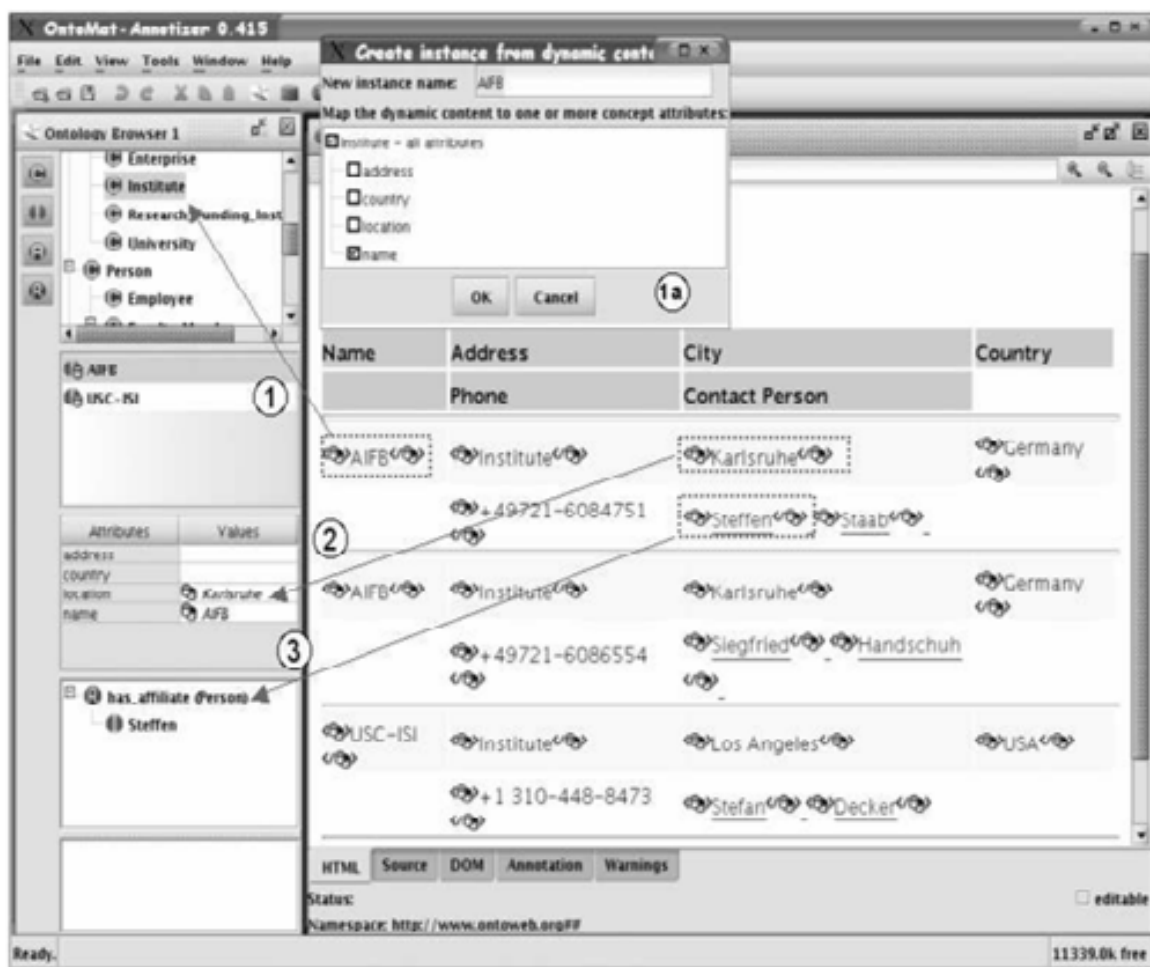 OntoMat-Annotizer 0.415
File Edit View Tools Window Help
Create instance from dynamic conte
New instance name: AIFB
Map the dynamic content to one or more concept attributes:
Institute - all attributes
address
country
location
name
OK Cancel
1a
Ontology Browser 1
Enterprise
Institute
Research_Funding_Inst
University
Person
Employee
AIFB
USC-ISI
1
Attributes Values
address
country
location Karlsruhe
name AIFB
2
3
has_affiliate (Person)
Steffen
Name Address City Country
Phone Contact Person
AIFB Institute Karlsruhe Germany
+49721-6084751 Steffen Staab
AIFB Institute Karlsruhe Germany
+49721-6086554 Siegfried Handschuh
USC-ISI Institute Los Angeles USA
+1 310-448-8473 Stefan Decker
HTML Source DOM Annotation Warnings
Status: editable
Namespace: http://www.ontoweb.org##
Ready. 11339.0k free